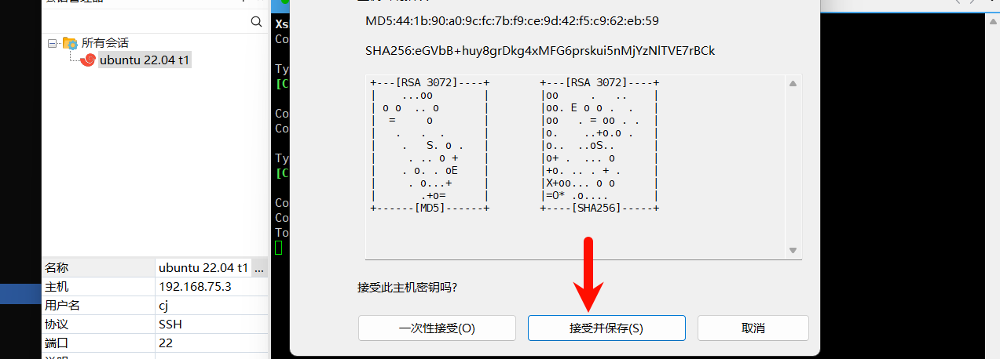 所有会话
ubuntu 22.04 t1
名称 ubuntu 22.04 t1 ...
主机 192.168.75.3
用户名 cj
协议 SSH
端口 22
Xs
Co
Ty
[C
Co
Co
Ty
[C
Co
Co
To
MD5:44:1b:90:a0:9c:fc:7b:f9:ce:9d:42:f5:c9:62:eb:59
SHA256:eGVbB+huy8grDkg4xMFG6prskui5nMjYzNlTVE7rBCk
+---[RSA 3072]----+        +---[RSA 3072]----+
|    ...oo        |        |oo     .   ..    |
| o o  .. o       |        |oo. E o o .  .   |
|  =     o        |        |oo   . = oo . .  |
|   .   .  .      |        |o.    ..+o.o .   |
|    .   S. o .   |        |o..  ..oS..      |
|     . .. o +    |        |o+ .  ... o      |
|    . o. . oE    |        |+o. .. . + .     |
|     . o...+     |        |X+oo... o o      |
|       .+o=      |        |=O* .o....       |
+------[MD5]------+        +----[SHA256]-----+
接受此主机密钥吗?
一次性接受(O) 接受并保存(S) 取消